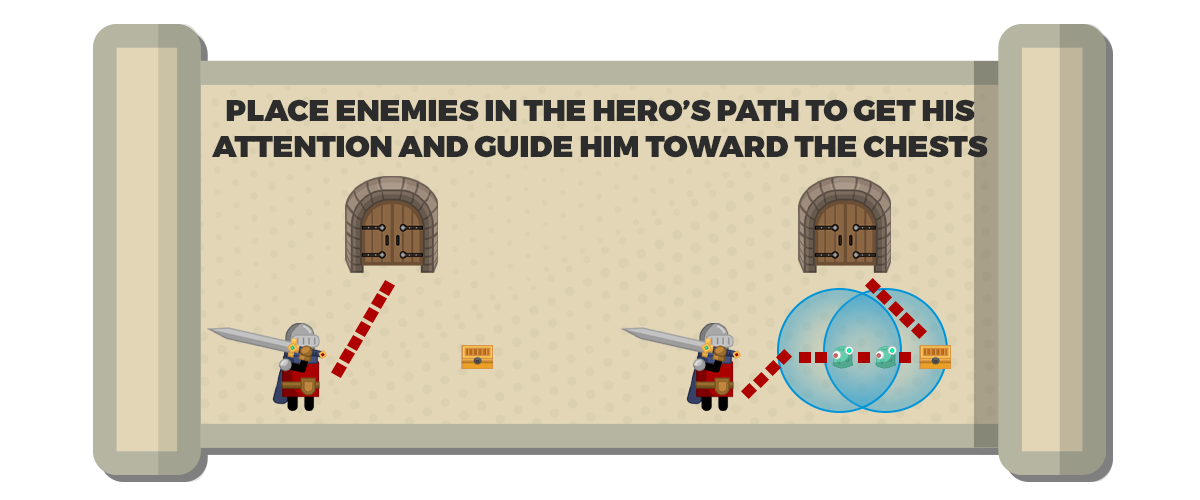 PLACE ENEMIES IN THE HERO’S PATH TO GET HIS
ATTENTION AND GUIDE HIM TOWARD THE CHESTS